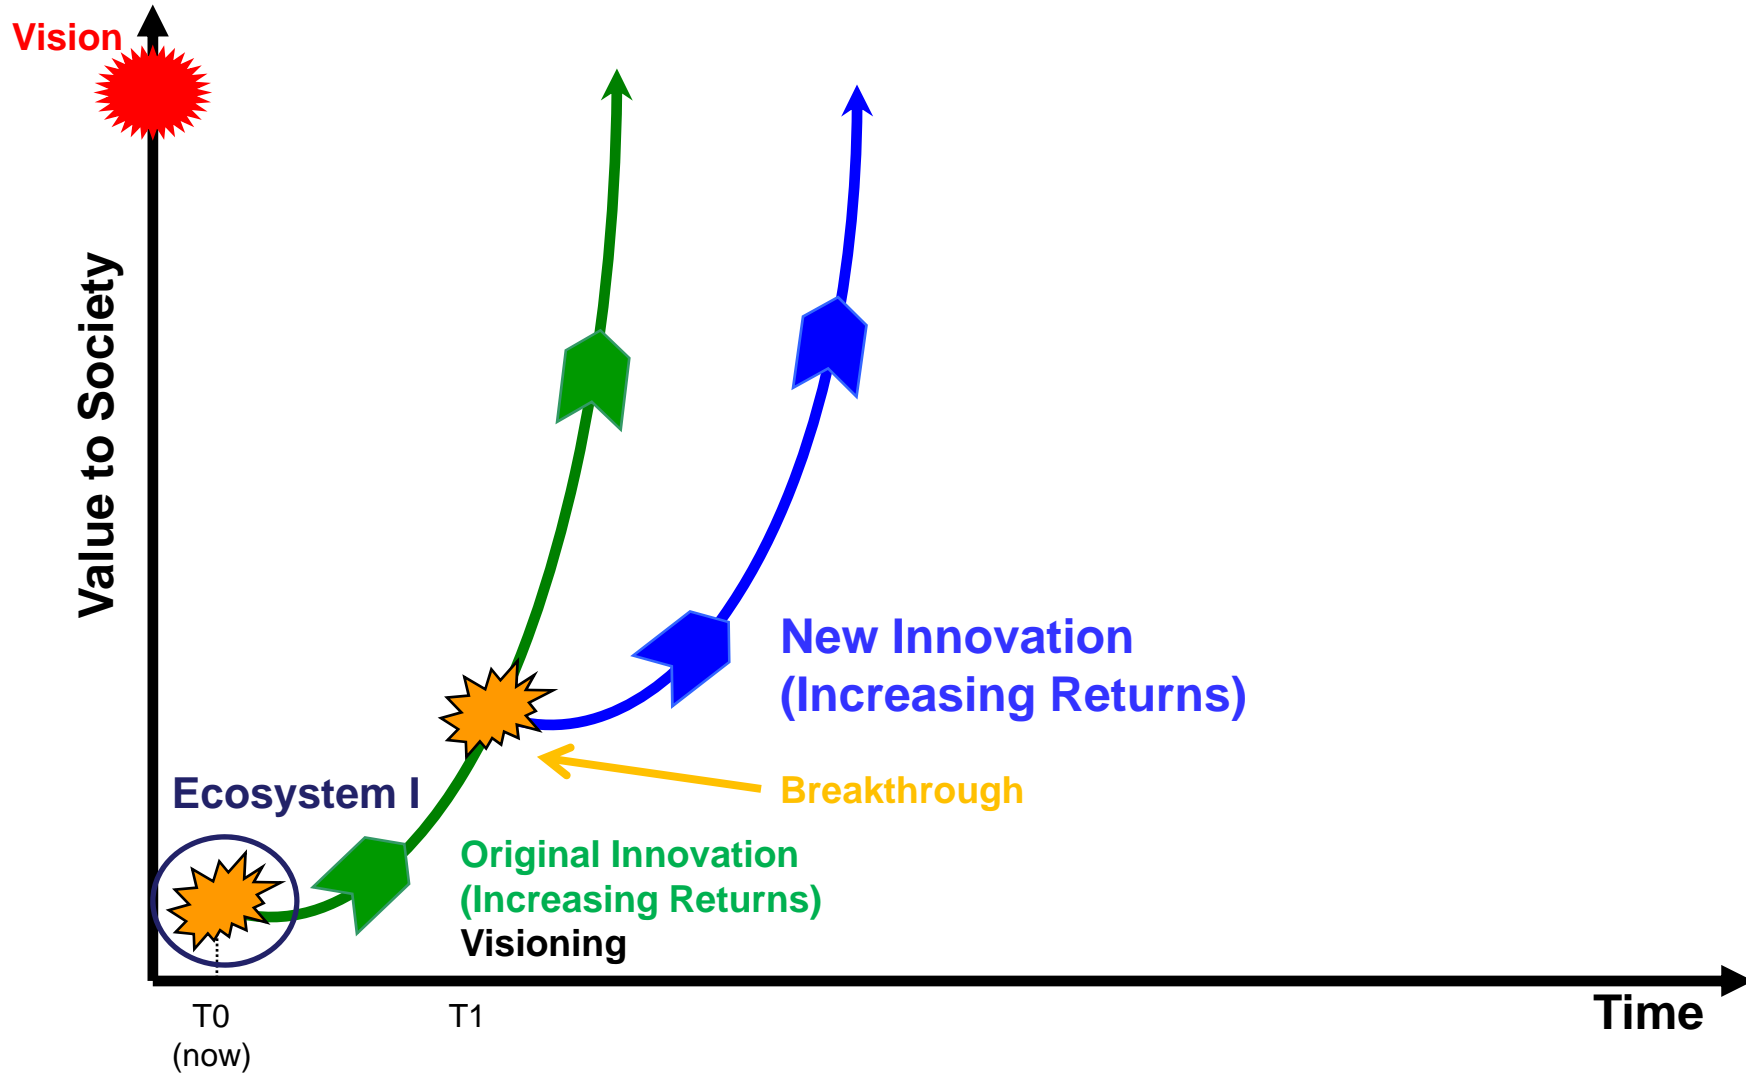 Vision
Value to Society
New Innovation
(Increasing Returns)
Ecosystem I
Breakthrough
Original Innovation
(Increasing Returns)
Visioning
T0
(now)
T1
Time